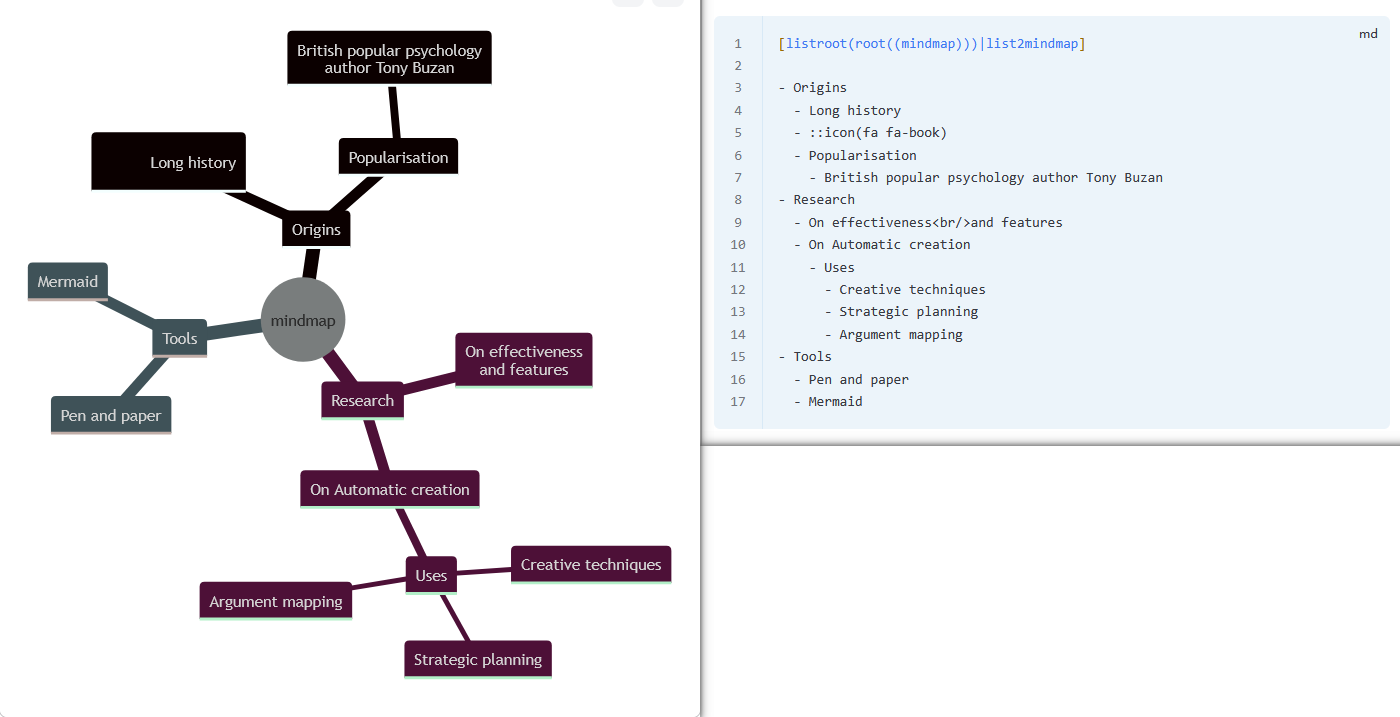 British popular psychology
author Tony Buzan
Long history
Popularisation
Origins
Mermaid
mindmap
Tools
On effectiveness
and features
Research
Pen and paper
On Automatic creation
Uses
Creative techniques
Argument mapping
Strategic planning
md
1 [listroot(root((mindmap)))|list2mindmap]
2
3 - Origins
4   - Long history
5   - ::icon(fa fa-book)
6   - Popularisation
7     - British popular psychology author Tony Buzan
8 - Research
9   - On effectiveness<br/>and features
10   - On Automatic creation
11     - Uses
12       - Creative techniques
13       - Strategic planning
14       - Argument mapping
15 - Tools
16   - Pen and paper
17   - Mermaid